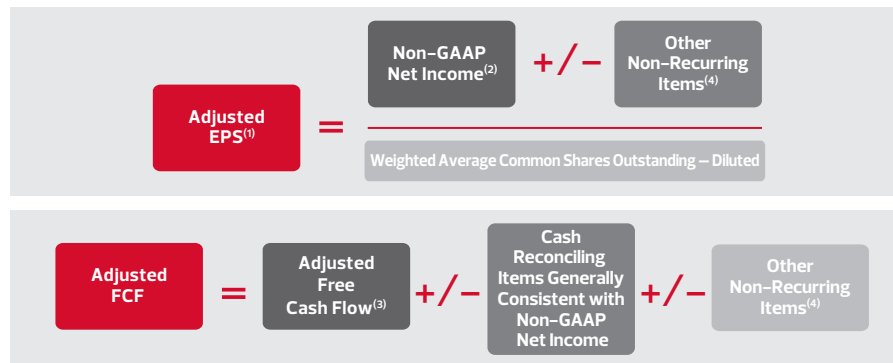 Adjusted
EPS(1)
=
Non-GAAP
Net Income(2)
+/-
Other
Non-Recurring
Items(4)
Weighted Average Common Shares Outstanding – Diluted
Adjusted
FCF
=
Adjusted
Free
Cash Flow(3)
+/-
Cash
Reconciling
Items Generally
Consistent with
Non-GAAP
Net Income
+/-
Other
Non-Recurring
Items(4)